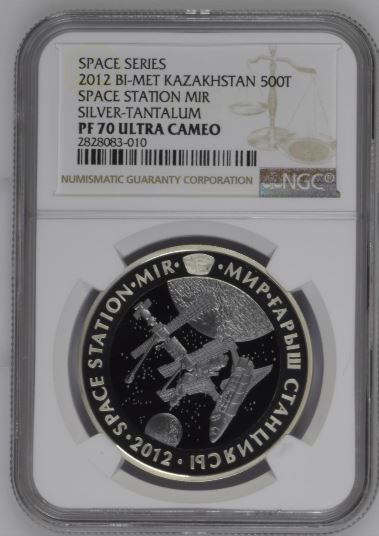 SPACE SERIES
2012 BI-MET KAZAKHSTAN 500T
SPACE STATION MIR
SILVER-TANTALUM
PF 70 ULTRA CAMEO
2828083-010
NUMISMATIC GUARANTY CORPORATION
NGC®
•SPACE STATION•MIR•
•МИР•ҒАРЫШ СТАНЦИЯСЫ•
2012